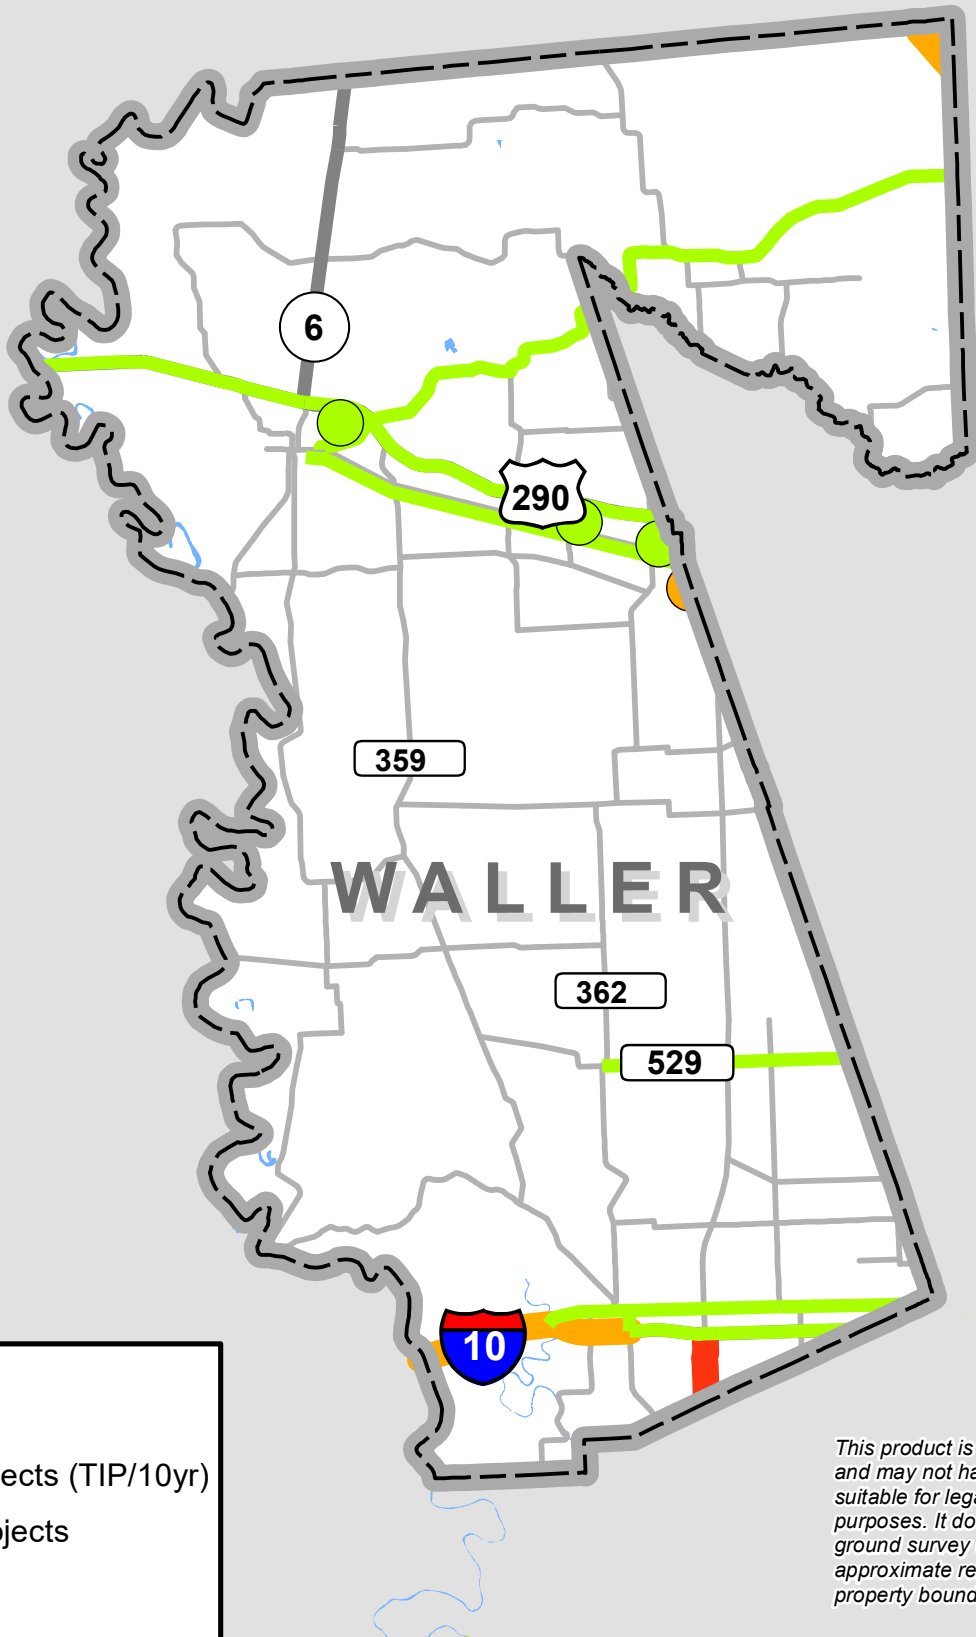 6
290
359
WALLER
362
529
10
ects (TIP/10yr)
jects
This product is
and may not ha
suitable for lega
purposes. It do
ground survey
approximate re
property bound